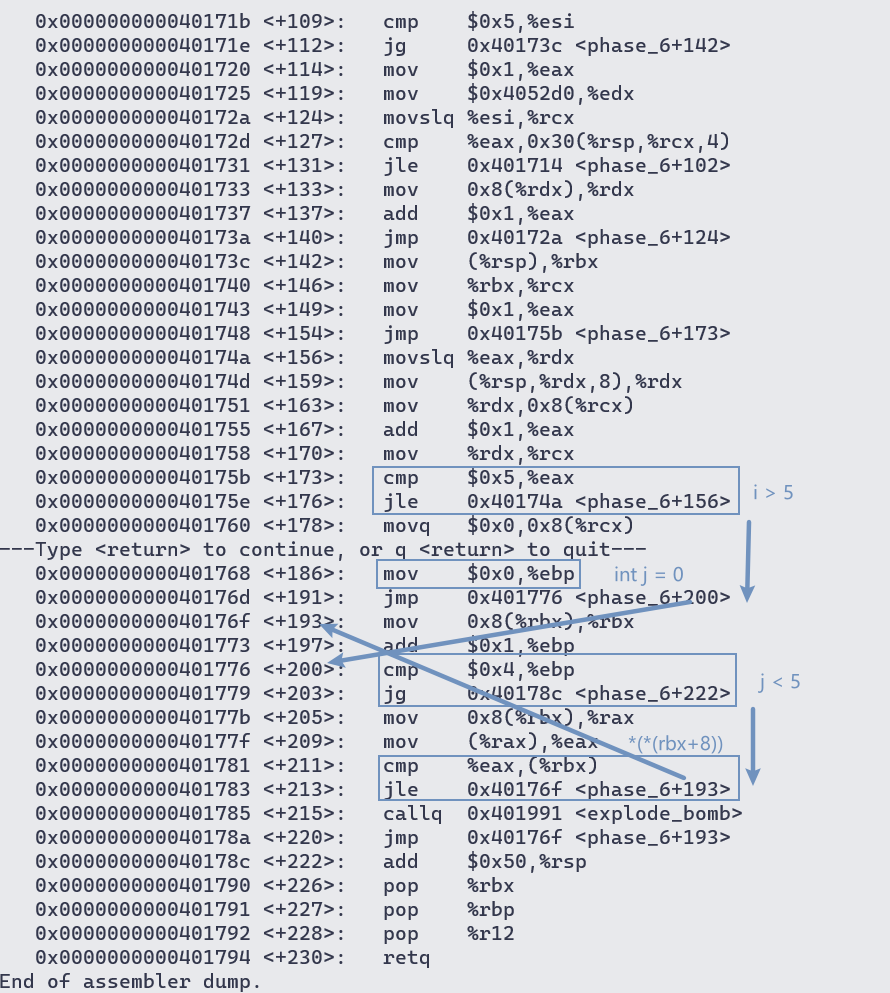 0x000000000040171b <+109>: cmp $0x5,%esi
0x000000000040171e <+112>: jg 0x40173c <phase_6+142>
0x0000000000401720 <+114>: mov $0x1,%eax
0x0000000000401725 <+119>: mov $0x4052d0,%edx
0x000000000040172a <+124>: movslq %esi,%rcx
0x000000000040172d <+127>: cmp %eax,0x30(%rsp,%rcx,4)
0x0000000000401731 <+131>: jle 0x401714 <phase_6+102>
0x0000000000401733 <+133>: mov 0x8(%rdx),%rdx
0x0000000000401737 <+137>: add $0x1,%eax
0x000000000040173a <+140>: jmp 0x40172a <phase_6+124>
0x000000000040173c <+142>: mov (%rsp),%rbx
0x0000000000401740 <+146>: mov %rbx,%rcx
0x0000000000401743 <+149>: mov $0x1,%eax
0x0000000000401748 <+154>: jmp 0x40175b <phase_6+173>
0x000000000040174a <+156>: movslq %eax,%rdx
0x000000000040174d <+159>: mov (%rsp,%rdx,8),%rdx
0x0000000000401751 <+163>: mov %rdx,0x8(%rcx)
0x0000000000401755 <+167>: add $0x1,%eax
0x0000000000401758 <+170>: mov %rdx,%rcx
0x000000000040175b <+173>: cmp $0x5,%eax
i > 5
0x000000000040175e <+176>: jle 0x40174a <phase_6+156>
0x0000000000401760 <+178>: movq $0x0,0x8(%rcx)
---Type <return> to continue, or q <return> to quit---
0x0000000000401768 <+186>: mov $0x0,%ebp int j = 0
0x000000000040176d <+191>: jmp 0x401776 <phase_6+200>
0x000000000040176f <+193>: mov 0x8(%rbx),%rbx
0x0000000000401773 <+197>: add $0x1,%ebp
0x0000000000401776 <+200>: cmp $0x4,%ebp
j < 5
0x0000000000401779 <+203>: jg 0x40178c <phase_6+222>
0x000000000040177b <+205>: mov 0x8(%rbx),%rax
0x000000000040177f <+209>: mov (%rax),%eax *(*(rbx+8))
0x0000000000401781 <+211>: cmp %eax,(%rbx)
0x0000000000401783 <+213>: jle 0x40176f <phase_6+193>
0x0000000000401785 <+215>: callq 0x401991 <explode_bomb>
0x000000000040178a <+220>: jmp 0x40176f <phase_6+193>
0x000000000040178c <+222>: add $0x50,%rsp
0x0000000000401790 <+226>: pop %rbx
0x0000000000401791 <+227>: pop %rbp
0x0000000000401792 <+228>: pop %r12
0x0000000000401794 <+230>: retq
End of assembler dump.